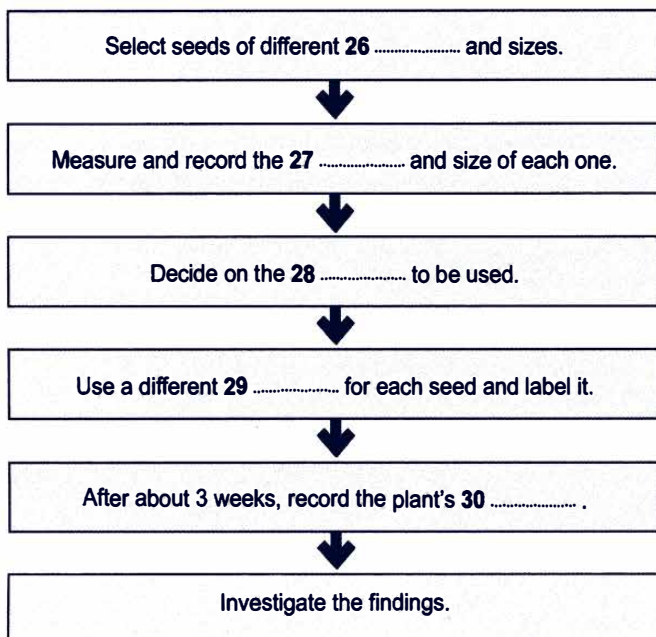 Select seeds of different 26 ...................... and sizes.
Measure and record the 27 ...................... and size of each one.
Decide on the 28 ...................... to be used.
Use a different 29 ...................... for each seed and label it.
After about 3 weeks, record the plant's 30 ...................... .
Investigate the findings.